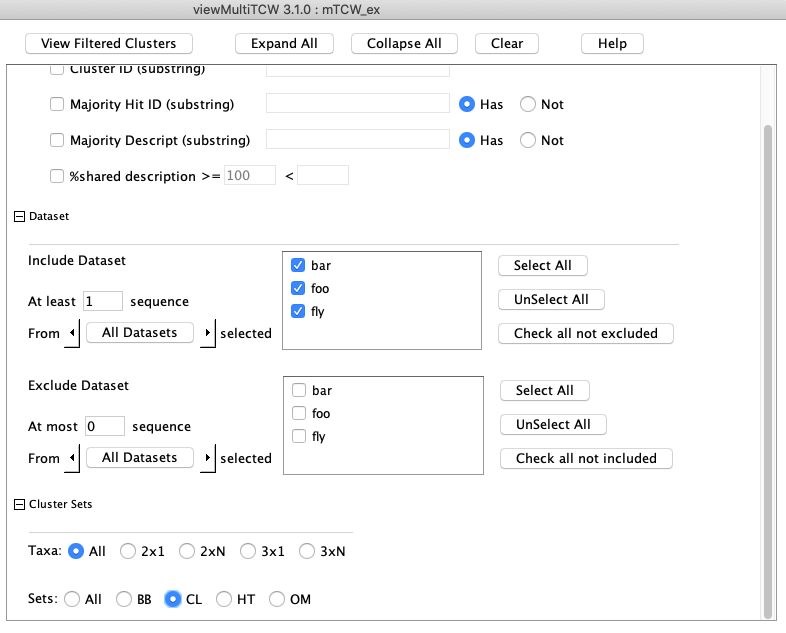 viewMultiTCW 3.1.0 : mTCW_ex
View Filtered Clusters Expand All Collapse All Clear Help
Cluster ID (substring)
Majority Hit ID (substring) Has Not
Majority Descript (substring) Has Not
%shared description >= 100 <
Dataset
Include Dataset bar Select All
foo
At least 1 sequence UnSelect All
fly
From All Datasets selected Check all not excluded
Exclude Dataset bar Select All
foo
At most 0 sequence UnSelect All
fly
From All Datasets selected Check all not included
Cluster Sets
Taxa: All 2x1 2xN 3x1 3xN
Sets: All BB CL HT OM